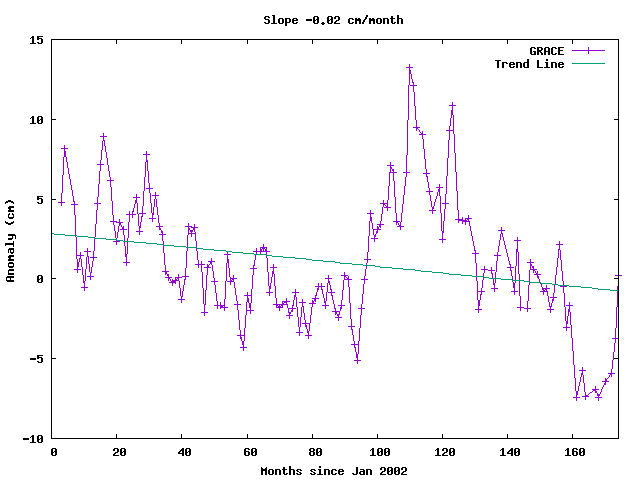 Slope -0.02 cm/month
15
GRACE
Trend Line
10
5
Anomaly (cm)
0
-5
-10
0 20 40 60 80 100 120 140 160
Months since Jan 2002